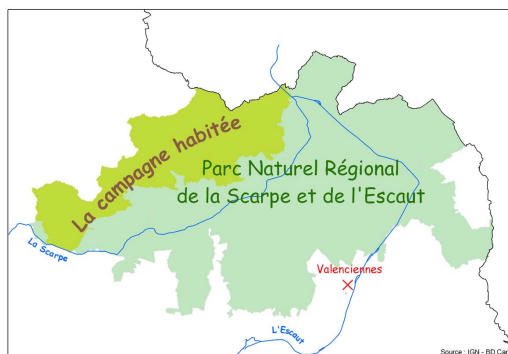 La campagne habitée
Parc Naturel Régional
de la Scarpe et de l'Escaut
La Scarpe
Valenciennes
L'Escaut
Source : IGN - BD Car